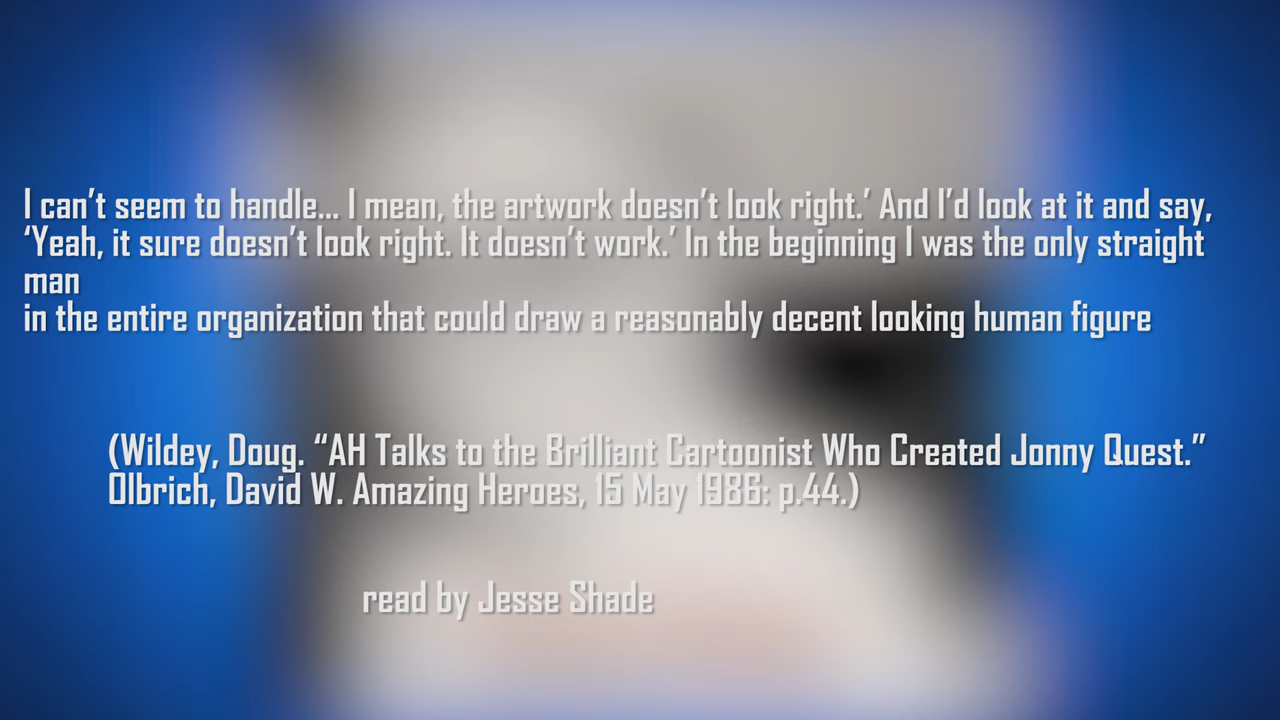 I can’t seem to handle... I mean, the artwork doesn’t look right.’ And I’d look at it and say,
‘Yeah, it sure doesn’t look right. It doesn’t work.’ In the beginning I was the only straight
man
in the entire organization that could draw a reasonably decent looking human figure
(Wildey, Doug. “AH Talks to the Brilliant Cartoonist Who Created Jonny Quest.”
Olbrich, David W. Amazing Heroes, 15 May 1986: p.44.)
read by Jesse Shade